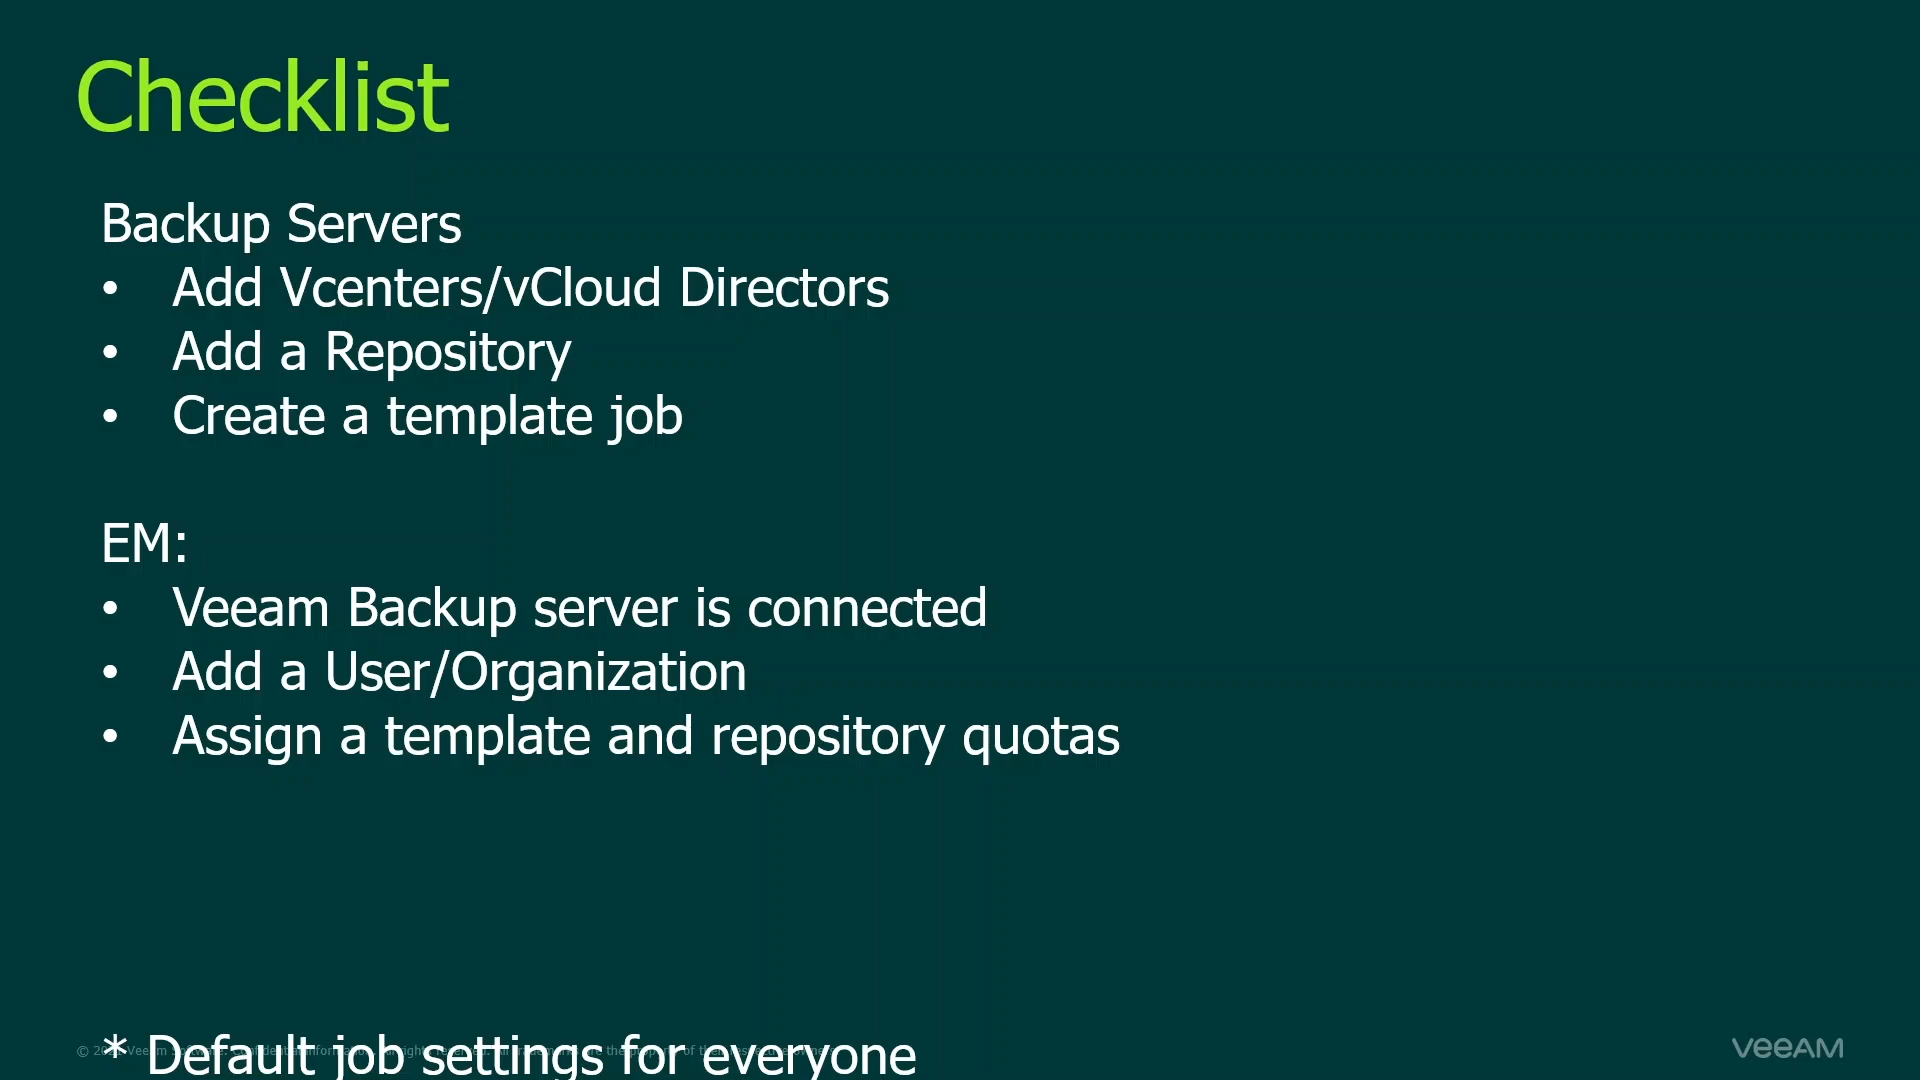 Checklist
Backup Servers
• Add Vcenters/vCloud Directors
• Add a Repository
• Create a template job
EM:
• Veeam Backup server is connected
• Add a User/Organization
• Assign a template and repository quotas
* Default job settings for everyone
veeAM